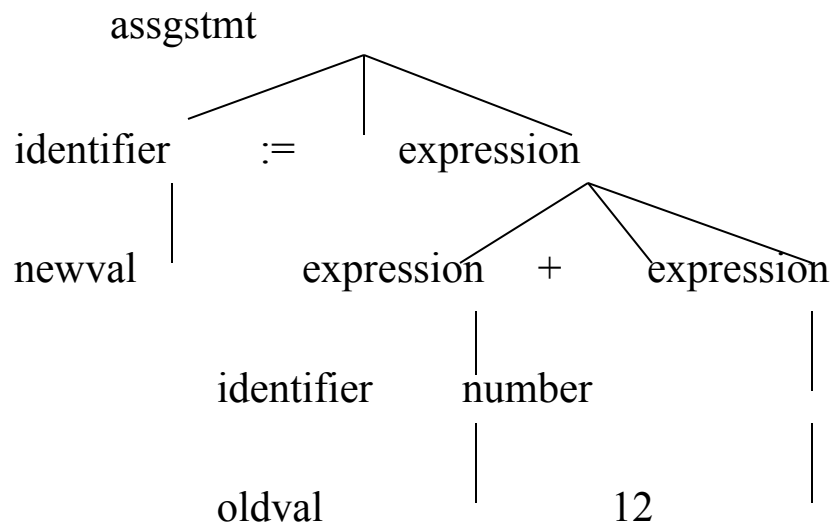 assgstmt
identifier := expression
newval expression + expression
identifier number
oldval 12